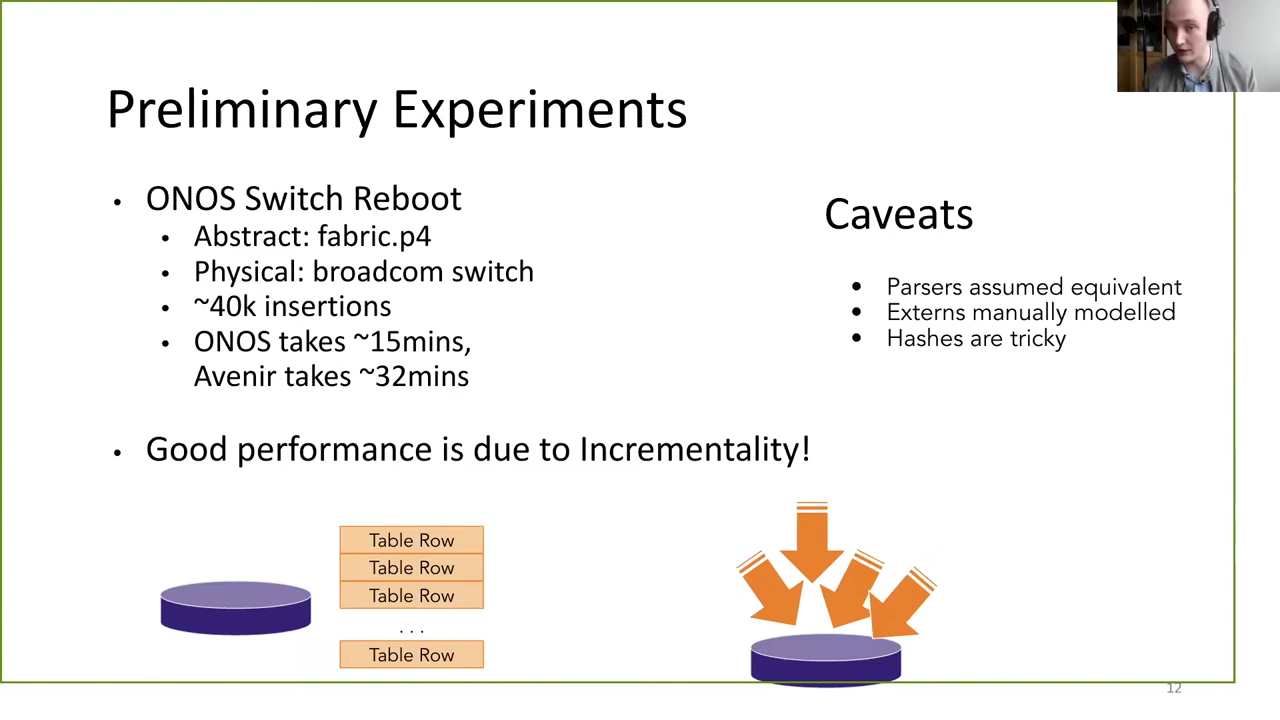 Preliminary Experiments
• ONOS Switch Reboot
• Abstract: fabric.p4
• Physical: broadcom switch
• ~40k insertions
• ONOS takes ~15mins,
Avenir takes ~32mins
• Good performance is due to Incrementality!
Caveats
• Parsers assumed equivalent
• Externs manually modelled
• Hashes are tricky
Table Row
Table Row
Table Row
. . .
Table Row
12